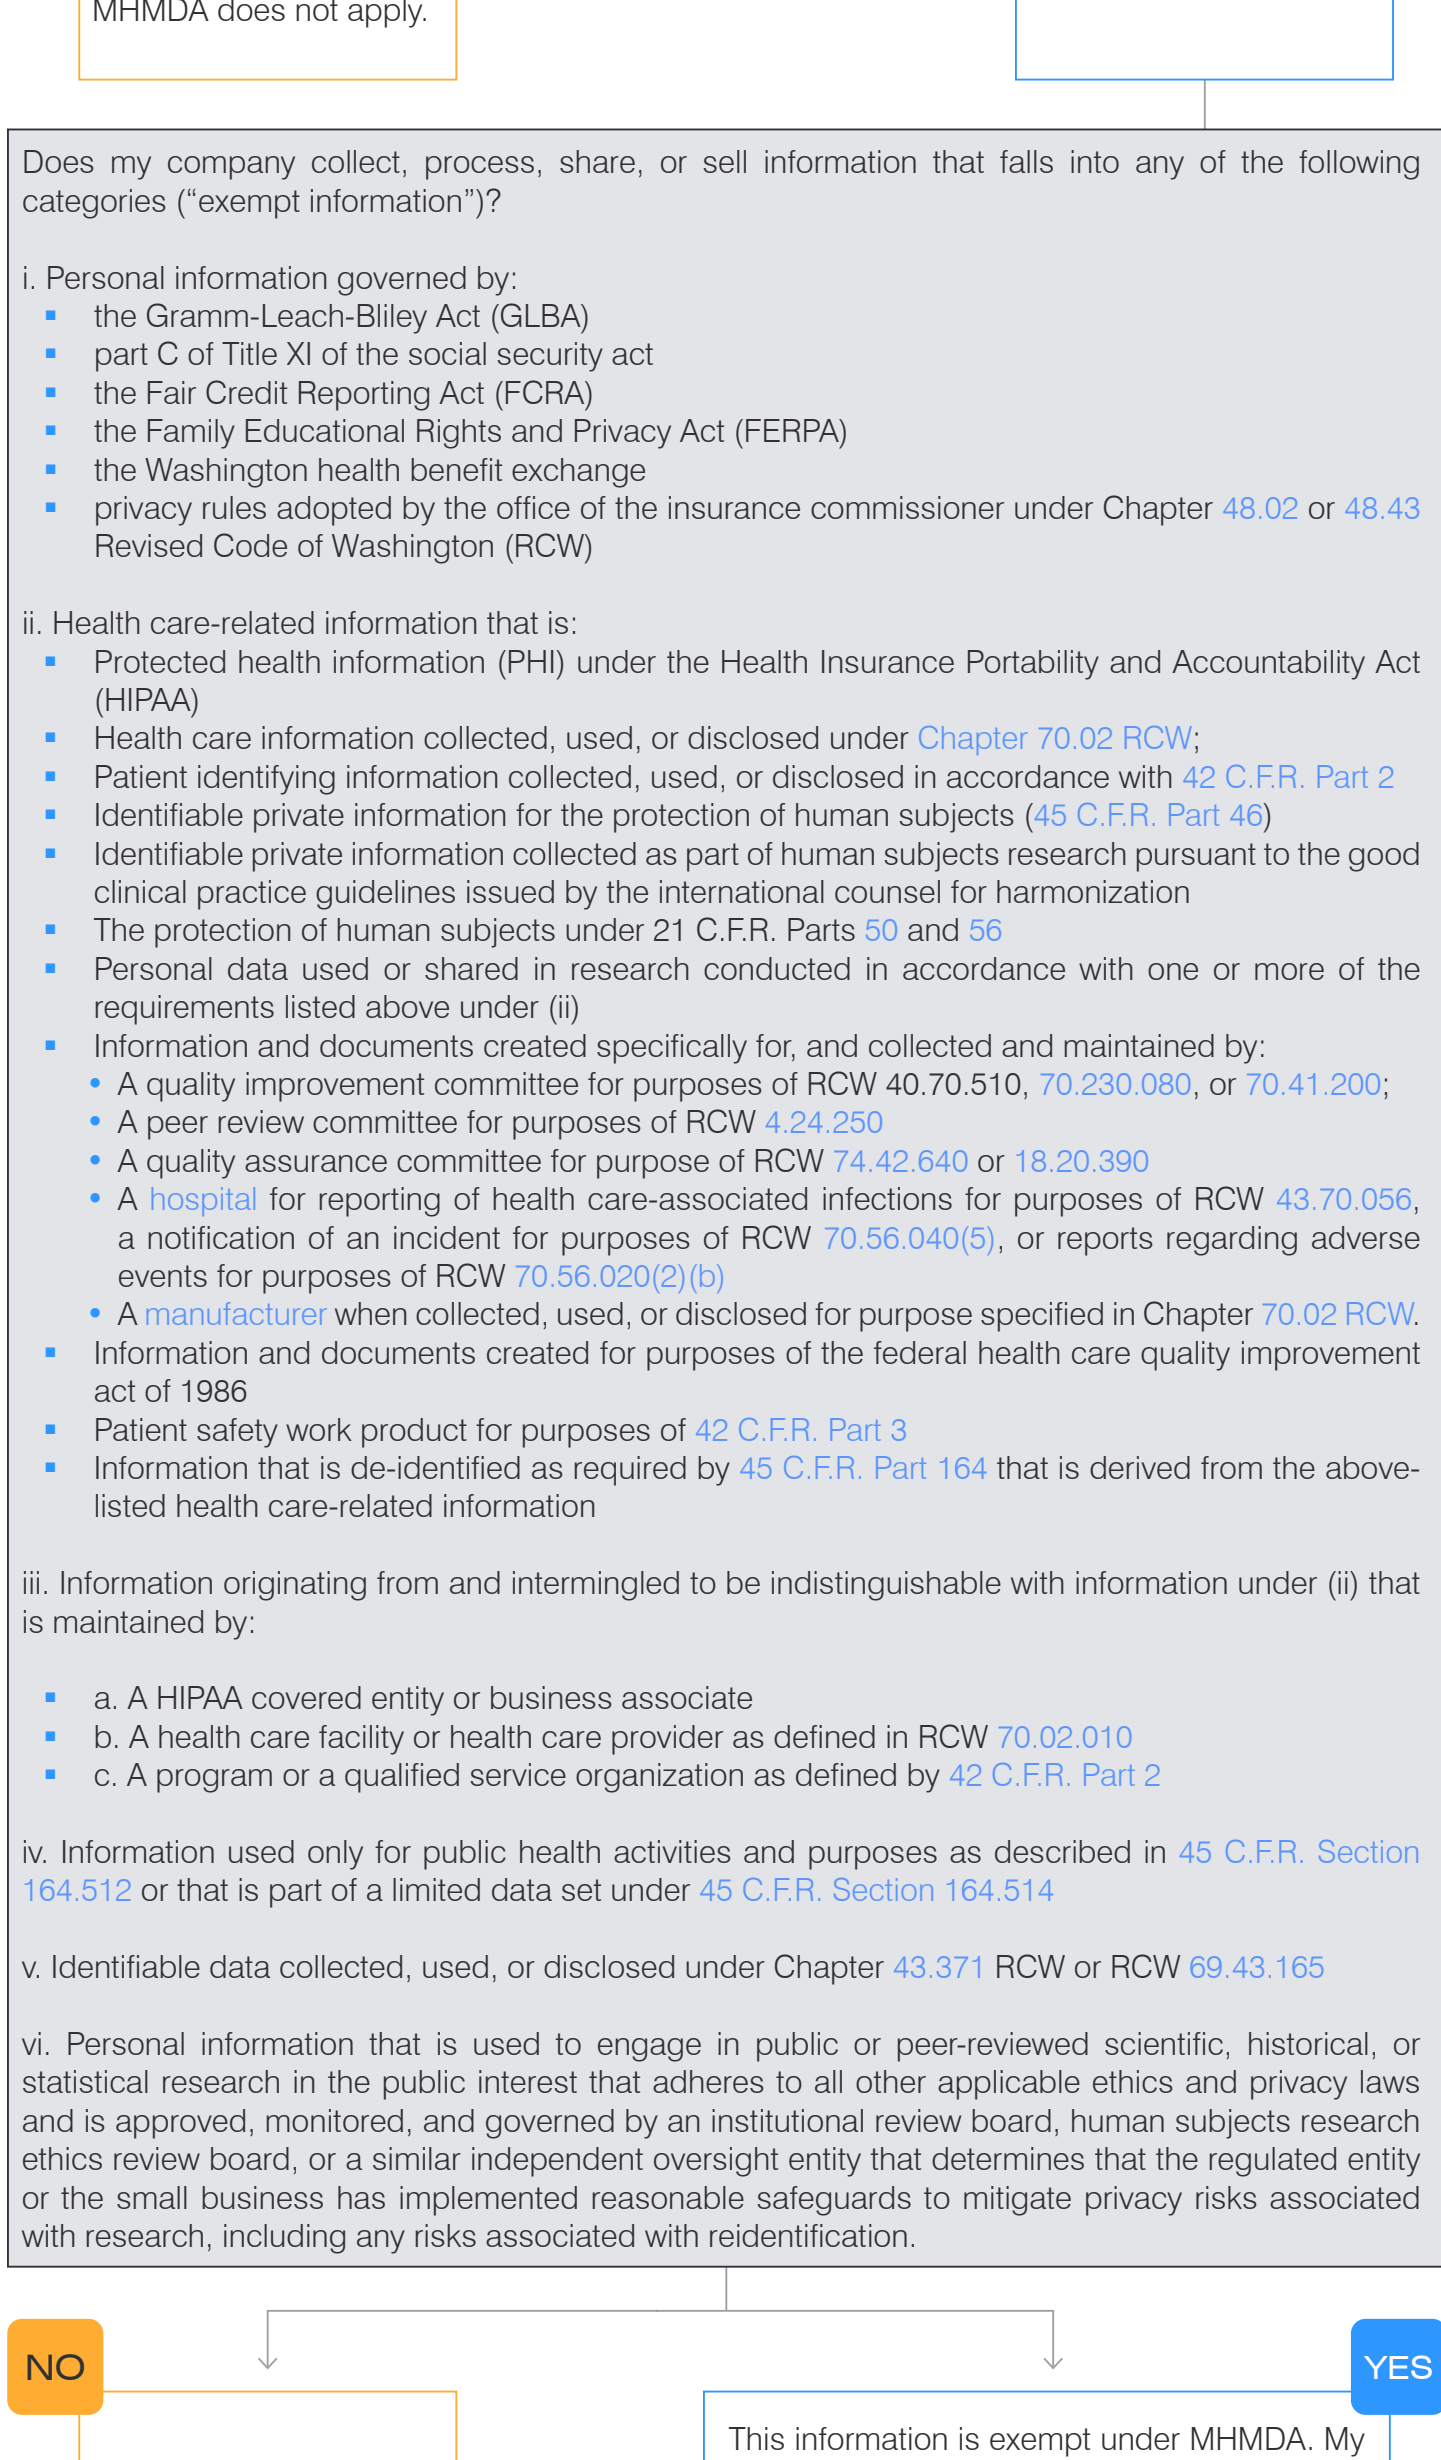 MHMDA does not apply.
Does my company collect, process, share, or sell information that falls into any of the following
categories (“exempt information”)?
i. Personal information governed by:
▪ the Gramm-Leach-Bliley Act (GLBA)
▪ part C of Title XI of the social security act
▪ the Fair Credit Reporting Act (FCRA)
▪ the Family Educational Rights and Privacy Act (FERPA)
▪ the Washington health benefit exchange
▪ privacy rules adopted by the office of the insurance commissioner under Chapter 48.02 or 48.43
Revised Code of Washington (RCW)
ii. Health care-related information that is:
▪ Protected health information (PHI) under the Health Insurance Portability and Accountability Act
(HIPAA)
▪ Health care information collected, used, or disclosed under Chapter 70.02 RCW;
▪ Patient identifying information collected, used, or disclosed in accordance with 42 C.F.R. Part 2
▪ Identifiable private information for the protection of human subjects (45 C.F.R. Part 46)
▪ Identifiable private information collected as part of human subjects research pursuant to the good
clinical practice guidelines issued by the international counsel for harmonization
▪ The protection of human subjects under 21 C.F.R. Parts 50 and 56
▪ Personal data used or shared in research conducted in accordance with one or more of the
requirements listed above under (ii)
▪ Information and documents created specifically for, and collected and maintained by:
• A quality improvement committee for purposes of RCW 40.70.510, 70.230.080, or 70.41.200;
• A peer review committee for purposes of RCW 4.24.250
• A quality assurance committee for purpose of RCW 74.42.640 or 18.20.390
• A hospital for reporting of health care-associated infections for purposes of RCW 43.70.056,
a notification of an incident for purposes of RCW 70.56.040(5), or reports regarding adverse
events for purposes of RCW 70.56.020(2)(b)
• A manufacturer when collected, used, or disclosed for purpose specified in Chapter 70.02 RCW.
▪ Information and documents created for purposes of the federal health care quality improvement
act of 1986
▪ Patient safety work product for purposes of 42 C.F.R. Part 3
▪ Information that is de-identified as required by 45 C.F.R. Part 164 that is derived from the above-
listed health care-related information
iii. Information originating from and intermingled to be indistinguishable with information under (ii) that
is maintained by:
▪ a. A HIPAA covered entity or business associate
▪ b. A health care facility or health care provider as defined in RCW 70.02.010
▪ c. A program or a qualified service organization as defined by 42 C.F.R. Part 2
iv. Information used only for public health activities and purposes as described in 45 C.F.R. Section
164.512 or that is part of a limited data set under 45 C.F.R. Section 164.514
v. Identifiable data collected, used, or disclosed under Chapter 43.371 RCW or RCW 69.43.165
vi. Personal information that is used to engage in public or peer-reviewed scientific, historical, or
statistical research in the public interest that adheres to all other applicable ethics and privacy laws
and is approved, monitored, and governed by an institutional review board, human subjects research
ethics review board, or a similar independent oversight entity that determines that the regulated entity
or the small business has implemented reasonable safeguards to mitigate privacy risks associated
with research, including any risks associated with reidentification.
NO
YES
This information is exempt under MHMDA. My